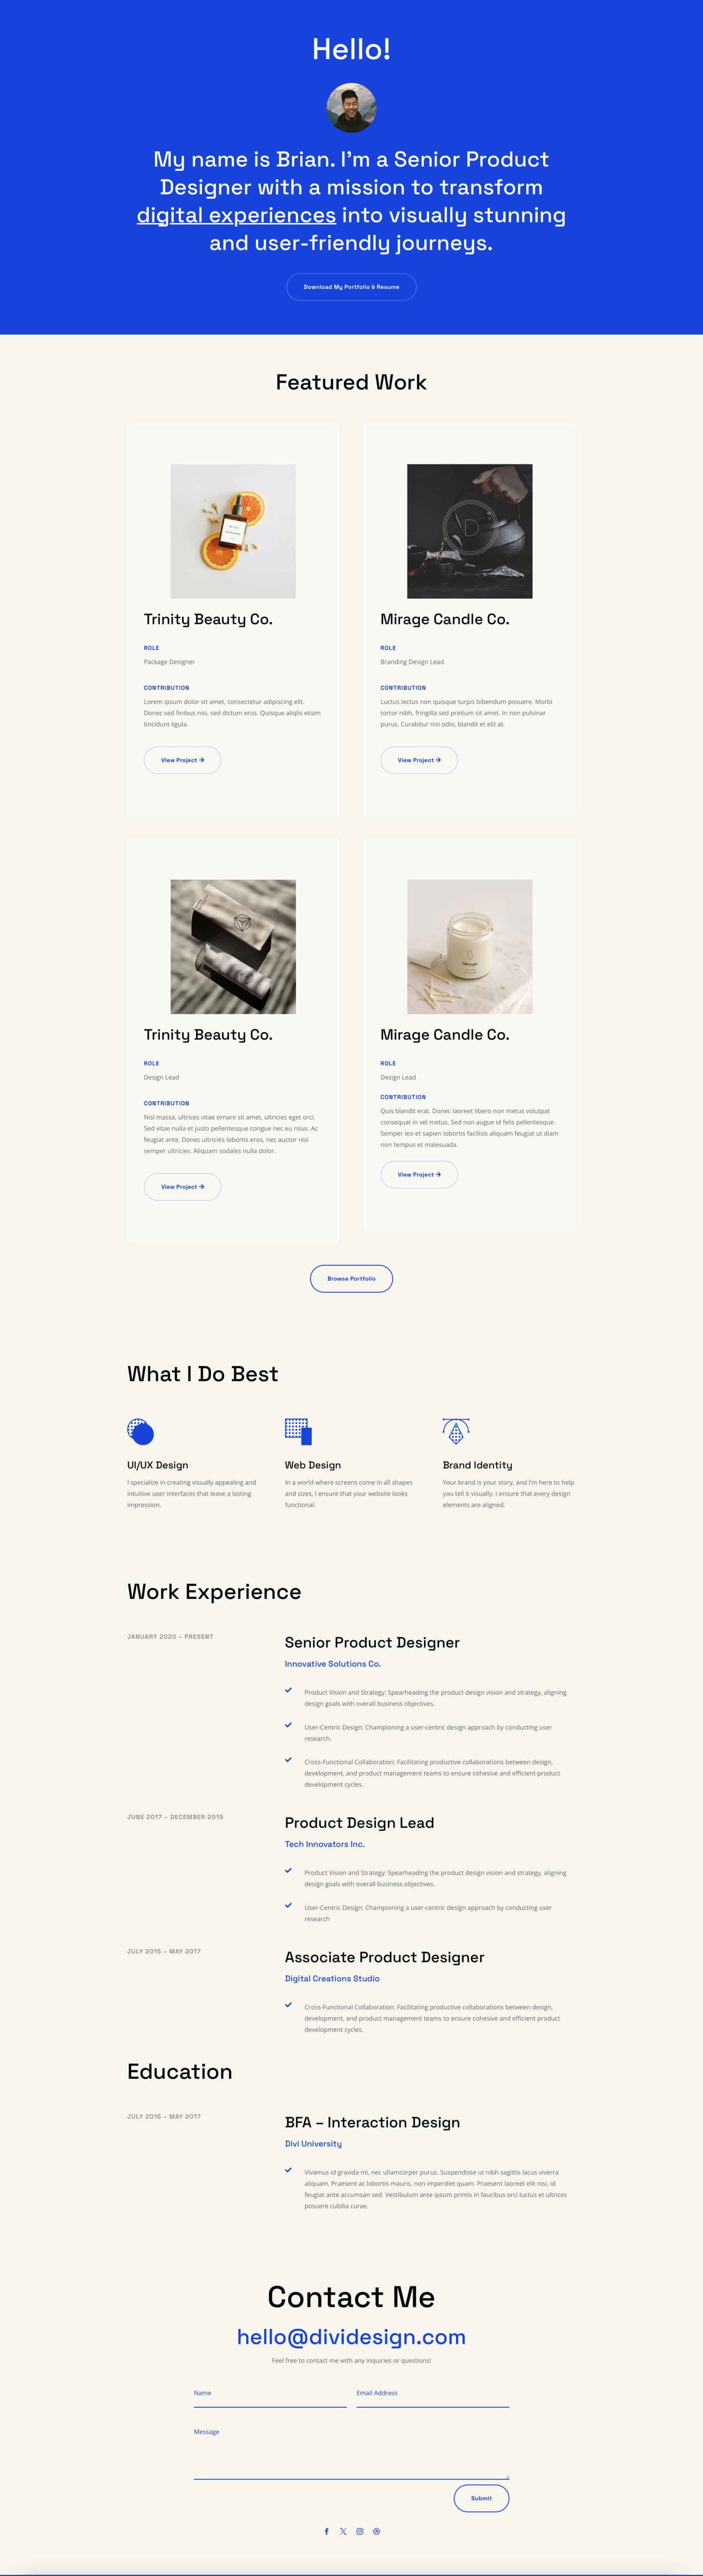 Hello!
My name is Brian. I'm a Senior Product
Designer with a mission to transform
digital experiences into visually stunning
and user-friendly journeys.
Download My Portfolio & Resume
Featured Work
Trinity Beauty Co.
ROLE
Package Designer
CONTRIBUTION
Lorem ipsum dolor sit amet, consectetur adipiscing elit.
Donec sed finibus nisi, sed dictum eros. Quisque aliqlis etiam
tincidunt ligula.
View Project →
Mirage Candle Co.
ROLE
Branding Design Lead
CONTRIBUTION
Luctus lectus non quisque turpis bibendum posuere. Morbi
tortor nibh, fringilla sed pretium sit amet. In non pulvinar
purus. Curabitur nisi odio, blandit et elit at.
View Project →
Trinity Beauty Co.
ROLE
Design Lead
CONTRIBUTION
Nisl massa, ultrices vitae ornare sit amet, ultricies eget orci.
Sed vitae nulla et justo pellentesque congue nec eu risus. Ac
feugiat ante. Donec ultricies lobortis eros, nec auctor nisl
semper ultricies. Aliquam sodales nulla dolor.
View Project →
Mirage
Mirage Candle Co.
ROLE
Design Lead
CONTRIBUTION
Quis blandit erat. Donec laoreet libero non metus volutpat
consequat in vel metus. Sed non augue id felis pellentesque.
Semper leo et sapien lobortis facilisis aliquam feugiat ut diam
non tempus et malesuada.
View Project →
Browse Portfolio
What I Do Best
UI/UX Design
I specialize in creating visually appealing and
intuitive user interfaces that leave a lasting
impression.
Web Design
In a world where screens come in all shapes
and sizes, I ensure that your website looks
functional.
Brand Identity
Your brand is your story, and I'm here to help
you tell it visually. I ensure that every design
elements are aligned.
Work Experience
JANUARY 2020 – PRESENT
Senior Product Designer
Innovative Solutions Co.
Product Vision and Strategy: Spearheading the product design vision and strategy, aligning
design goals with overall business objectives.
User-Centric Design: Championing a user-centric design approach by conducting user
research.
Cross-Functional Collaboration: Facilitating productive collaborations between design,
development, and product management teams to ensure cohesive and efficient product
development cycles.
JUNE 2017 – DECEMBER 2019
Product Design Lead
Tech Innovators Inc.
Product Vision and Strategy: Spearheading the product design vision and strategy, aligning
design goals with overall business objectives.
User-Centric Design: Championing a user-centric design approach by conducting user
research
JULY 2015 – MAY 2017
Associate Product Designer
Digital Creations Studio
Cross-Functional Collaboration: Facilitating productive collaborations between design,
development, and product management teams to ensure cohesive and efficient product
development cycles.
Education
JULY 2015 – MAY 2017
BFA – Interaction Design
Divi University
Vivamus id gravida mi, nec ullamcorper purus. Suspendisse ut nibh sagittis lacus viverra
aliquam. Praesent ac lobortis mauris, non imperdiet quam. Praesent laoreet elit nisi, id
feugiat ante accumsan sed. Vestibulum ante ipsum primis in faucibus orci luctus et ultrices
posuere cubilia curae.
Contact Me
hello@dividesign.com
Feel free to contact me with any inquiries or questions!
Name
Email Address
Message
Submit